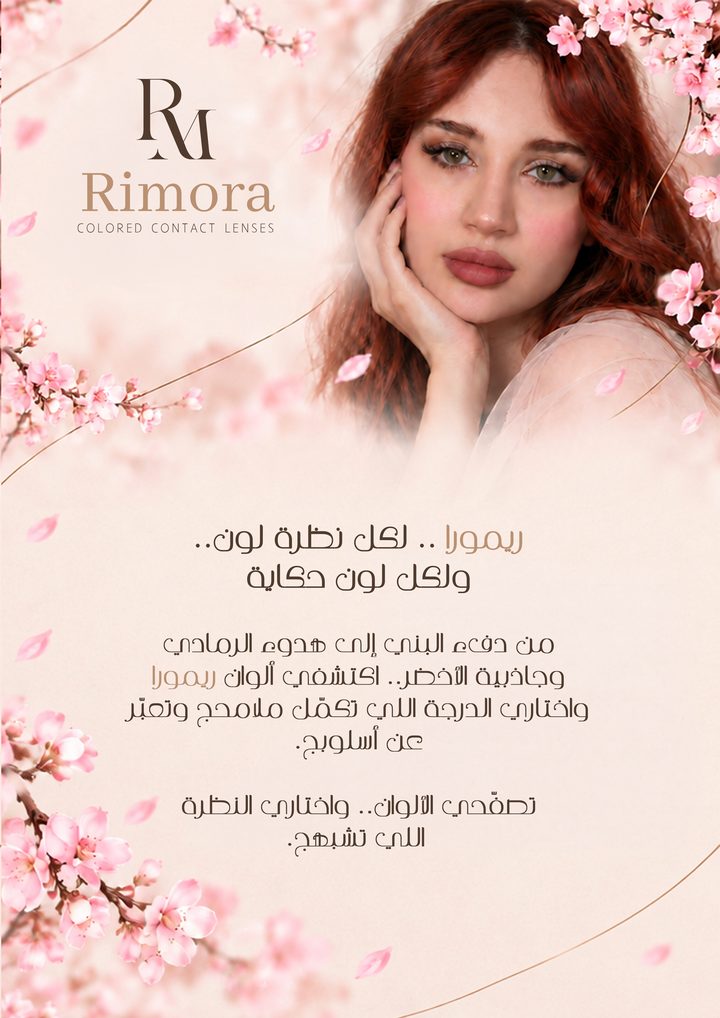 RM
Rimora
COLORED CONTACT LENSES
ريمورا .. لكل نظرة لون..
ولكل لون حكاية
من دفء البني إلى هدوء الرمادي
وجاذبية الأخضر.. اكتشفي ألوان ريمورا
واختاري الدرجة اللي تكمّل ملامحج وتعبّر
عن أسلوبج.
تصفّحي الألوان.. واختاري النظرة
اللي تشبهج.